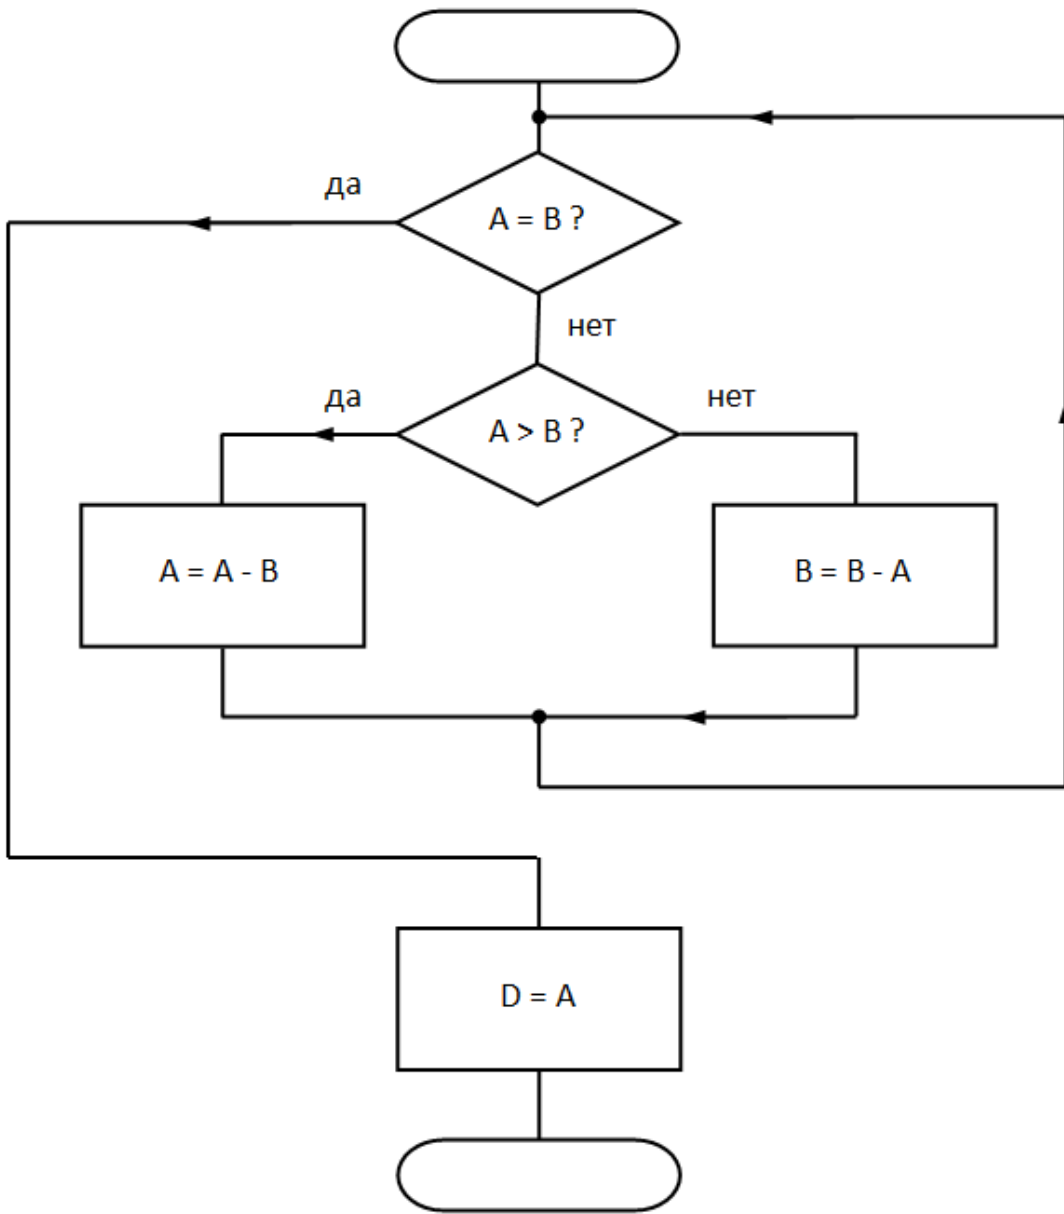 да
A = B ?
нет
да
A > B ?
нет
A = A - B
B = B - A
D = A